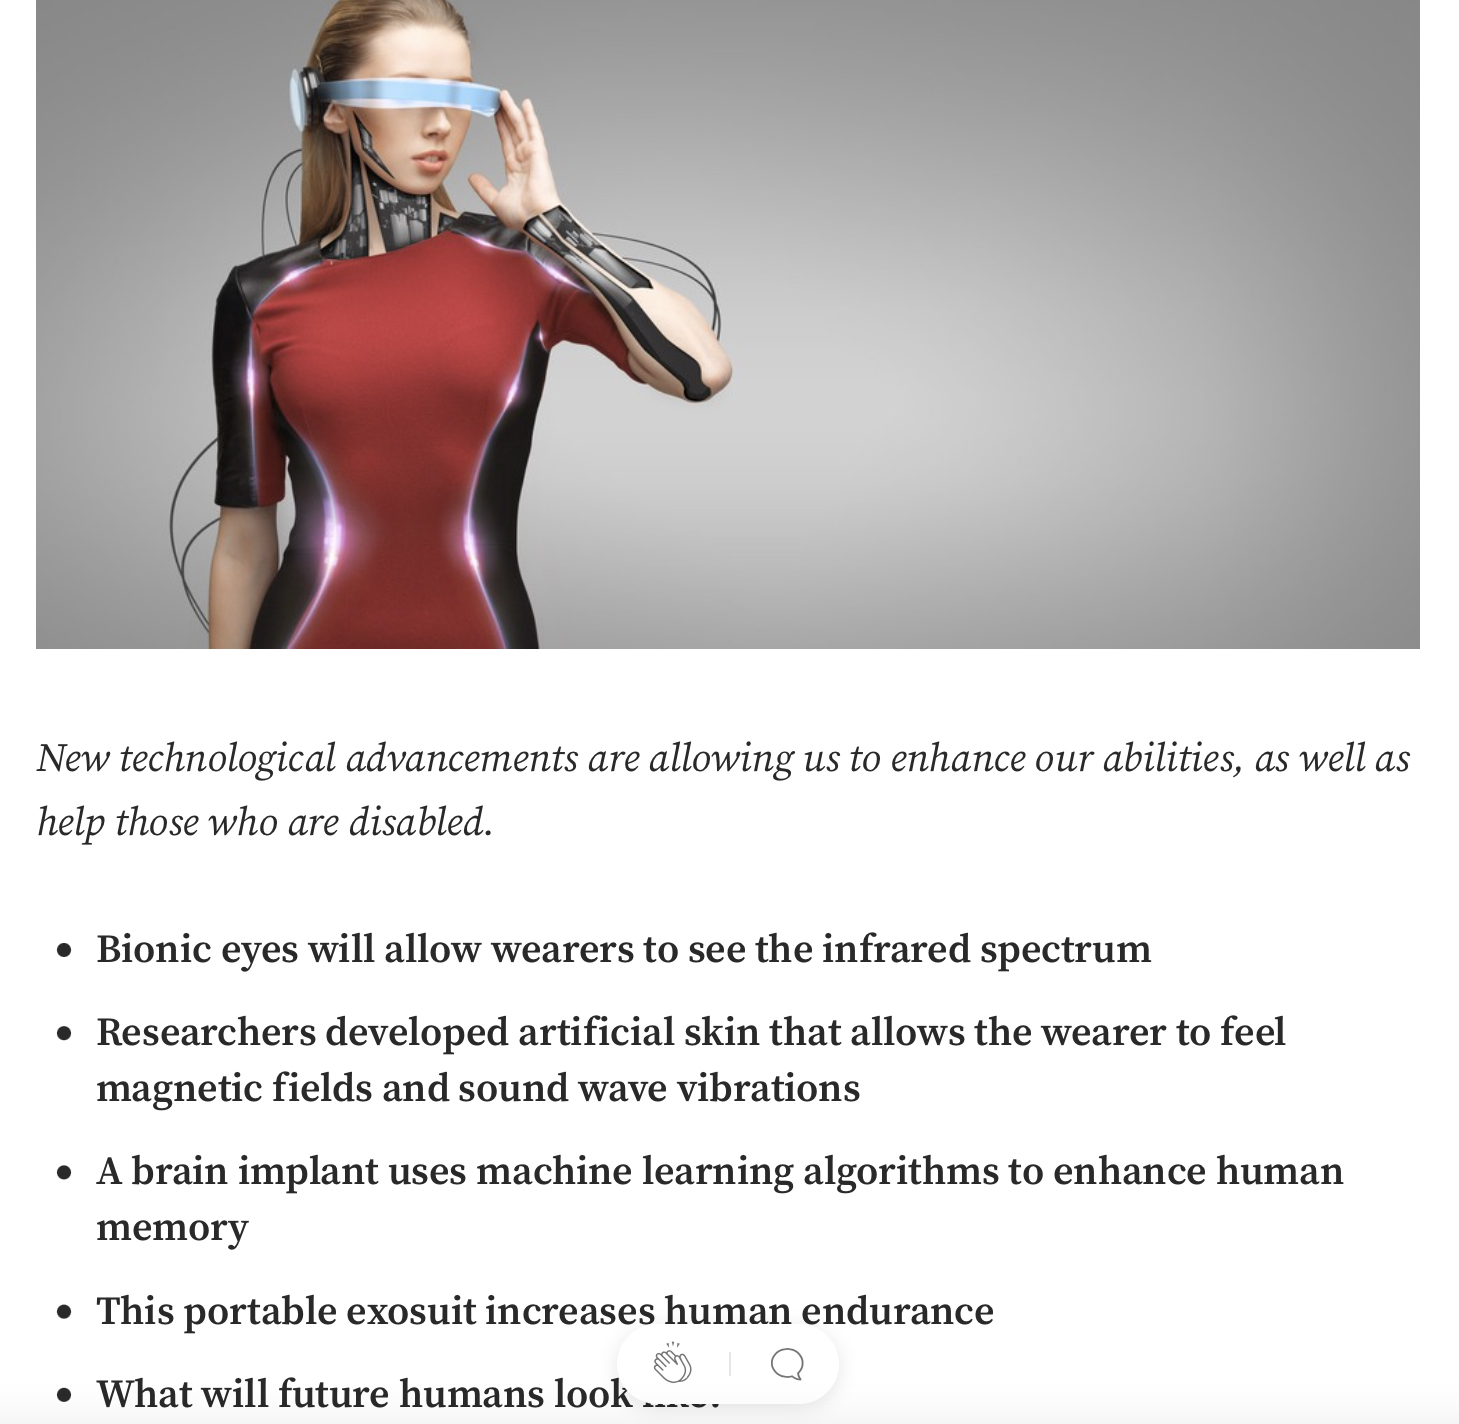 New technological advancements are allowing us to enhance our abilities, as well as
help those who are disabled.
Bionic eyes will allow wearers to see the infrared spectrum
Researchers developed artificial skin that allows the wearer to feel
magnetic fields and sound wave vibrations
A brain implant uses machine learning algorithms to enhance human
memory
This portable exosuit increases human endurance
What will future humans look